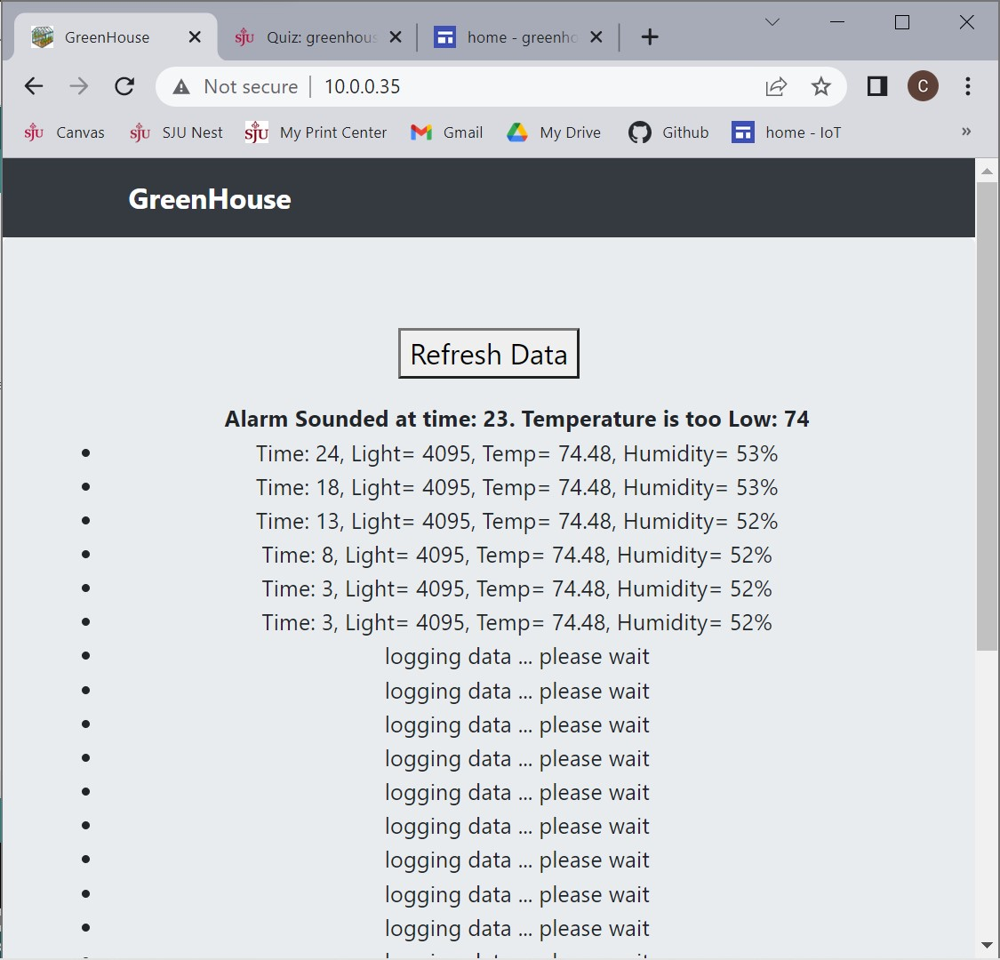 GreenHouse
Quiz: greenhous
home - greenho
Not secure
10.0.0.35
C
sju Canvas
sju SJU Nest
SJU My Print Center
Gmail
My Drive
Github
home - IoT
»
GreenHouse
Refresh Data
Alarm Sounded at time: 23. Temperature is too Low: 74
Time: 24, Light= 4095, Temp= 74.48, Humidity= 53%
Time: 18, Light= 4095, Temp= 74.48, Humidity= 53%
Time: 13, Light= 4095, Temp= 74.48, Humidity= 52%
Time: 8, Light= 4095, Temp= 74.48, Humidity= 52%
Time: 3, Light= 4095, Temp= 74.48, Humidity= 52%
Time: 3, Light= 4095, Temp= 74.48, Humidity= 52%
logging data ... please wait
logging data ... please wait
logging data ... please wait
logging data ... please wait
logging data ... please wait
logging data ... please wait
logging data ... please wait
logging data ... please wait
logging data ... please wait